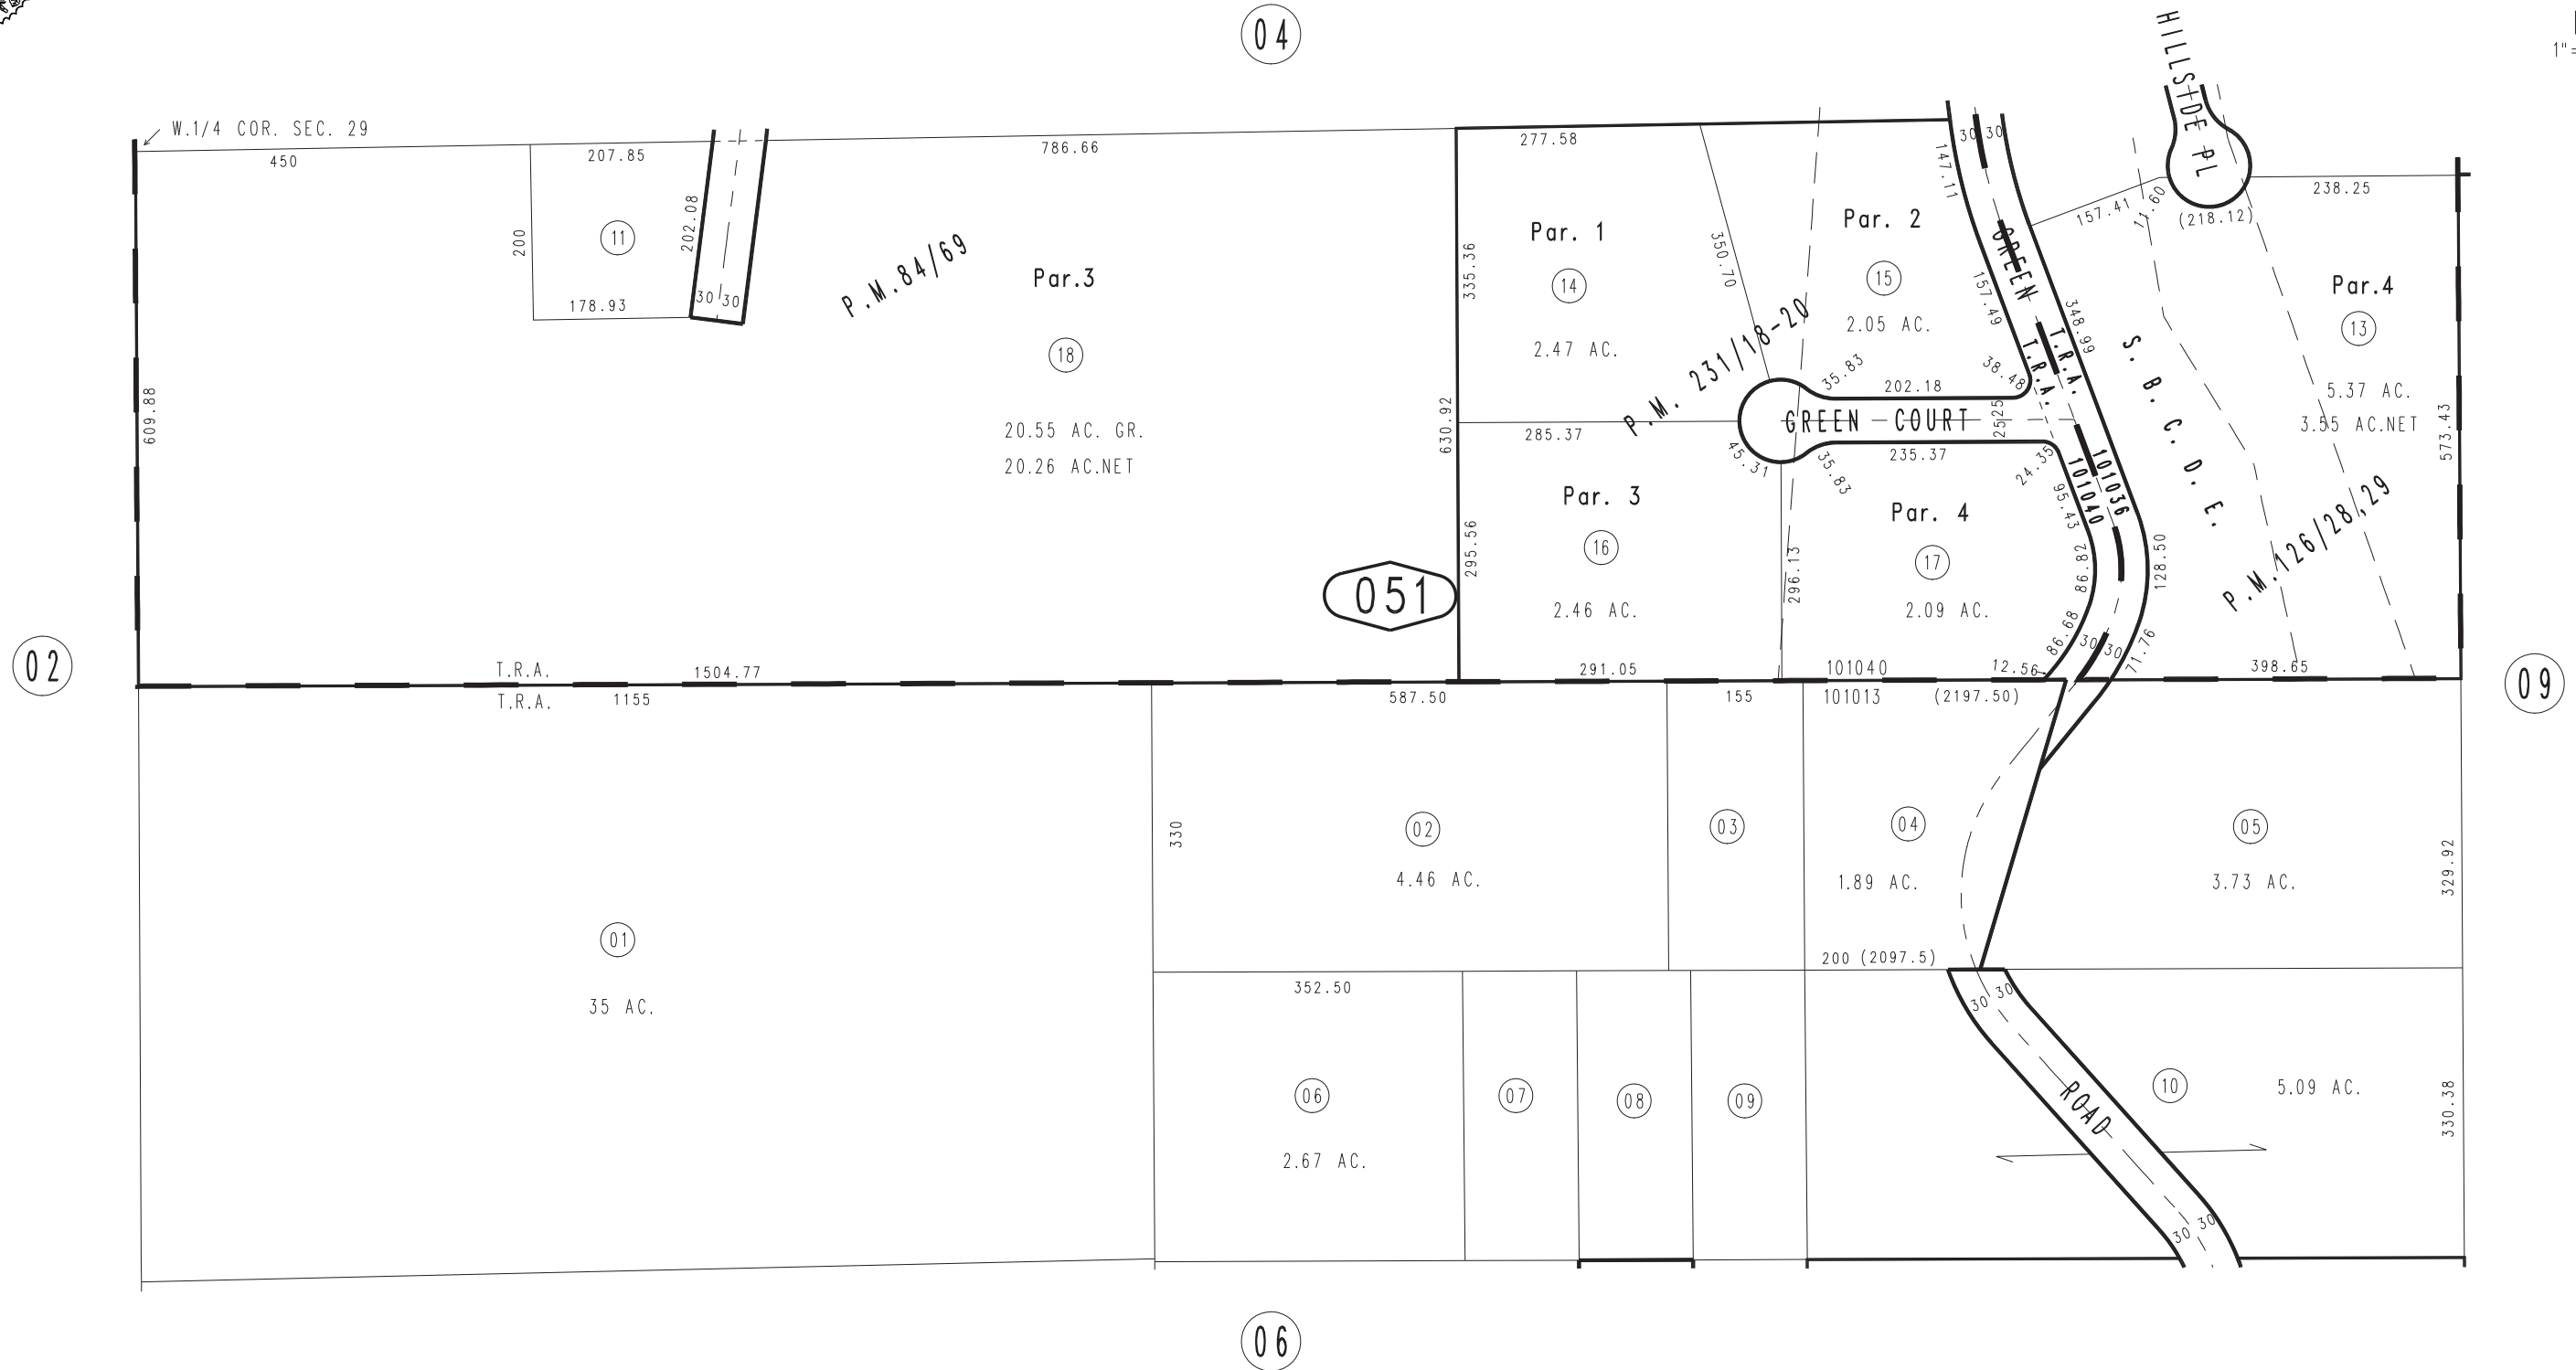 04
HILLSIDE PL
1"=
W.1/4 COR. SEC. 29
450
207.85
786.66
277.58
147.11
30 30
157.41
11.60
(218.12)
238.25
200
11
202.08
178.93
30 30
P.M.84/69
Par.3
18
20.55 AC. GR.
20.26 AC.NET
609.88
335.36
Par. 1
14
2.47 AC.
350.70
Par. 2
15
2.05 AC.
P.M. 231/18-20
GREEN
157.49
348.99
T.R.A.
T.R.A.
S. B. C. D. E.
Par.4
13
5.37 AC.
3.55 AC.NET
573.43
35.83
202.18
38.48
630.92
285.37
GREEN COURT
25
25
45.31
35.83
235.37
24.35
101036
101040
95.43
P.M.126/28,29
Par. 3
16
2.46 AC.
295.56
296.13
Par. 4
17
2.09 AC.
86.82
128.50
86.68
30 30
71.76
051
02
09
T.R.A.
1504.77
291.05
101040
12.56
398.65
T.R.A.
1155
587.50
155
101013
(2197.50)
330
02
4.46 AC.
03
04
1.89 AC.
05
3.73 AC.
329.92
01
35 AC.
200 (2097.5)
352.50
30 30
06
2.67 AC.
07
08
09
ROAD
10
5.09 AC.
330.38
30 30
06